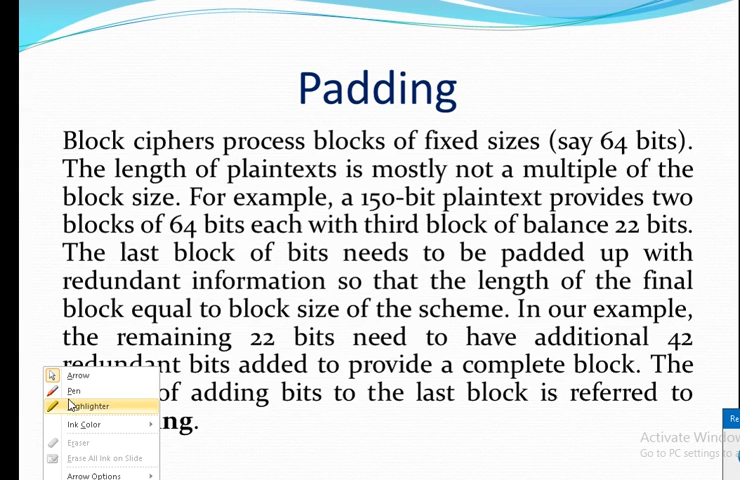 Padding
Block ciphers process blocks of fixed sizes (say 64 bits).
The length of plaintexts is mostly not a multiple of the
block size. For example, a 150-bit plaintext provides two
blocks of 64 bits each with third block of balance 22 bits.
The last block of bits needs to be padded up with
redundant information so that the length of the final
block equal to block size of the scheme. In our example,
the remaining 22 bits need to have additional 42
redundant bits added to provide a complete block. The
of adding bits to the last block is referred to
ng.
Arrow
Pen
Highlighter
Ink Color
Eraser
Erase All Ink on Slide
Arrow Options
Re
Activate Window
Go to PC settings to a